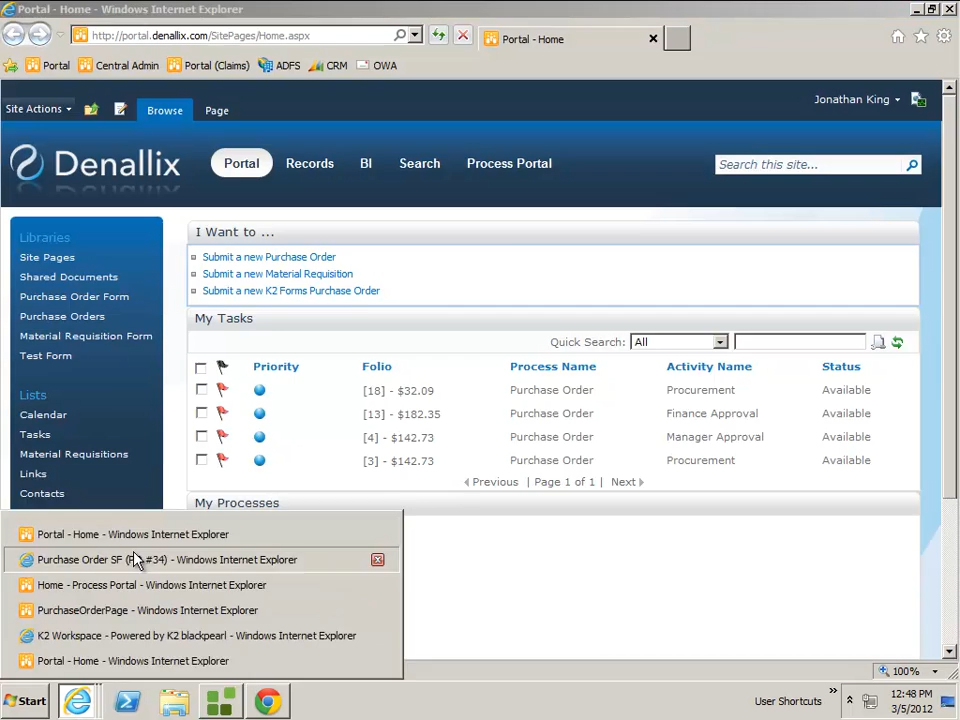 Portal - Home - Windows Internet Explorer
http://portal.denallix.com/SitePages/Home.aspx
Portal - Home
Portal
Central Admin
Portal (Claims)
ADFS
CRM
OWA
Site Actions
Browse
Page
Jonathan King
Denallix
Portal
Records
BI
Search
Process Portal
Search this site...
Libraries
Site Pages
Shared Documents
Purchase Order Form
Purchase Orders
Material Requisition Form
Test Form
Lists
Calendar
Tasks
Material Requisitions
Links
Contacts
I Want to ...
Submit a new Purchase Order
Submit a new Material Requisition
Submit a new K2 Forms Purchase Order
My Tasks
Quick Search: All
Priority Folio Process Name Activity Name Status
[18] - $32.09 Purchase Order Procurement Available
[13] - $182.35 Purchase Order Finance Approval Available
[4] - $142.73 Purchase Order Manager Approval Available
[3] - $142.73 Purchase Order Procurement Available
Previous | Page 1 of 1 | Next
My Processes
Portal - Home - Windows Internet Explorer
Purchase Order SF #34) - Windows Internet Explorer
Home - Process Portal - Windows Internet Explorer
PurchaseOrderPage - Windows Internet Explorer
K2 Workspace - Powered by K2 blackpearl - Windows Internet Explorer
Portal - Home - Windows Internet Explorer
100%
Start
User Shortcuts
12:48 PM
3/5/2012